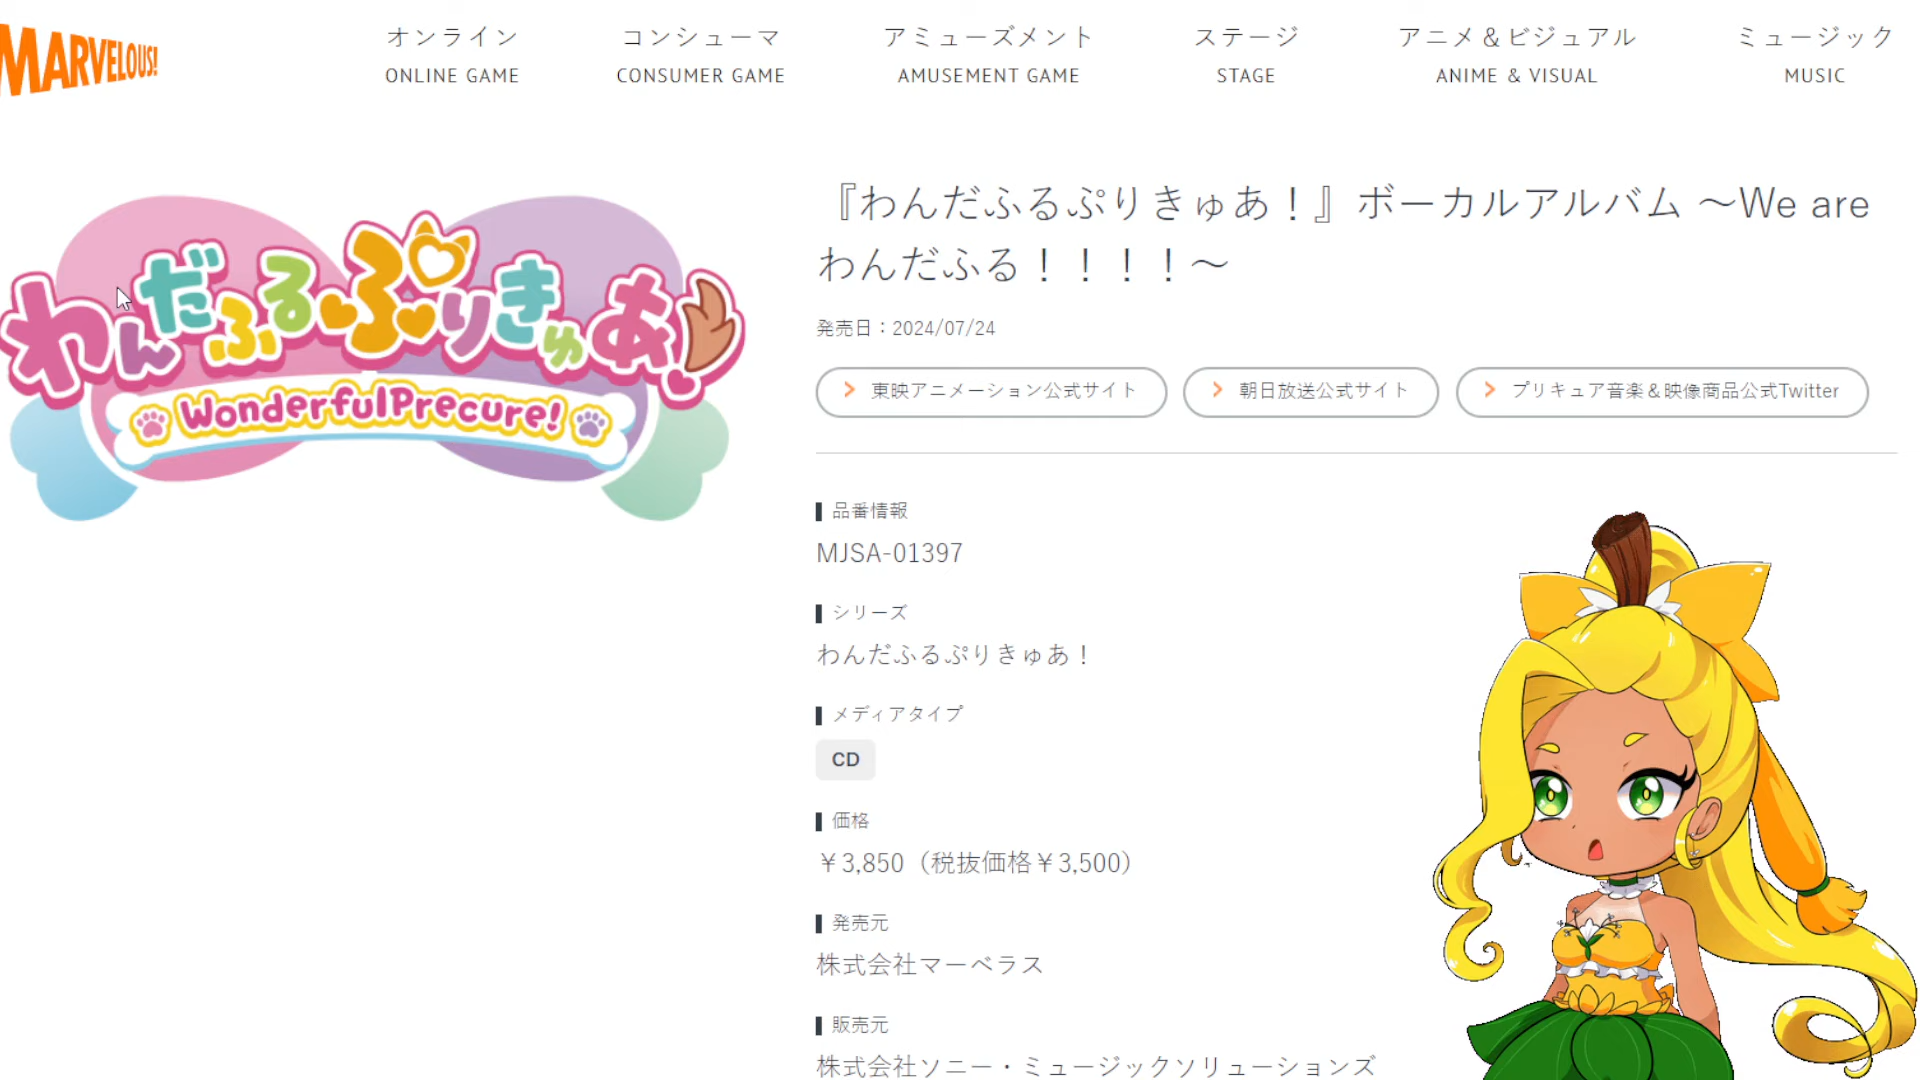 MARVELOUS!
オンライン
ONLINE GAME
コンシューマ
CONSUMER GAME
アミューズメント
AMUSEMENT GAME
ステージ
STAGE
アニメ&ビジュアル
ANIME & VISUAL
ミュージック
MUSIC
わんだふるぷりきゅあ!
WonderfulPrecure!
『わんだふるぷりきゅあ！』ボーカルアルバム ～We are
わんだふる！！！！～
発売日：2024/07/24
東映アニメーション公式サイト
朝日放送公式サイト
プリキュア音楽＆映像商品公式Twitter
品番情報
MJSA-01397
シリーズ
わんだふるぷりきゅあ！
メディアタイプ
CD
価格
￥3,850（税抜価格￥3,500）
発売元
株式会社マーベラス
販売元
株式会社ソニー・ミュージックソリューションズ